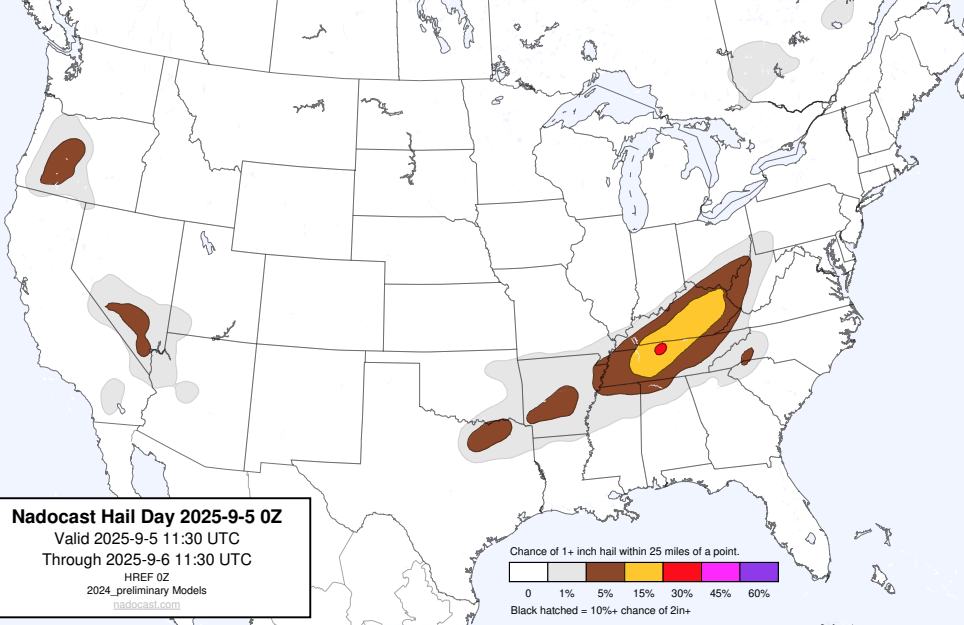 Nadocast Hail Day 2025-9-5 0Z
Valid 2025-9-5 11:30 UTC
Through 2025-9-6 11:30 UTC
HREF 0Z
2024_preliminary Models
nadocast.com
Chance of 1+ inch hail within 25 miles of a point.
0 1% 5% 15% 30% 45% 60%
Black hatched = 10%+ chance of 2in+